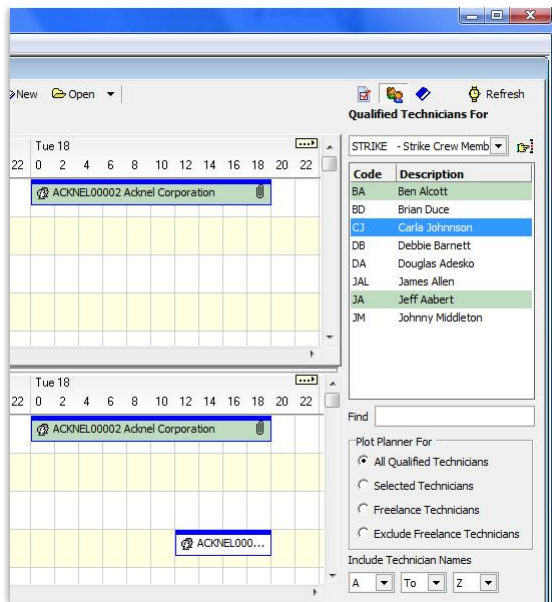 New Open Refresh
Qualified Technicians For
STRIKE - Strike Crew Memb
Tue 18
22 0 2 4 6 8 10 12 14 16 18 20 22
ACKNEL00002 Acknel Corporation
Code Description
BA Ben Alcott
BD Brian Duce
CJ Carla Johnnson
DB Debbie Barnett
DA Douglas Adesko
JAL James Allen
JA Jeff Aabert
JM Johnny Middleton
Tue 18
22 0 2 4 6 8 10 12 14 16 18 20 22
ACKNEL00002 Acknel Corporation
ACKNEL000...
Find
Plot Planner For
All Qualified Technicians
Selected Technicians
Freelance Technicians
Exclude Freelance Technicians
Include Technician Names
A To Z